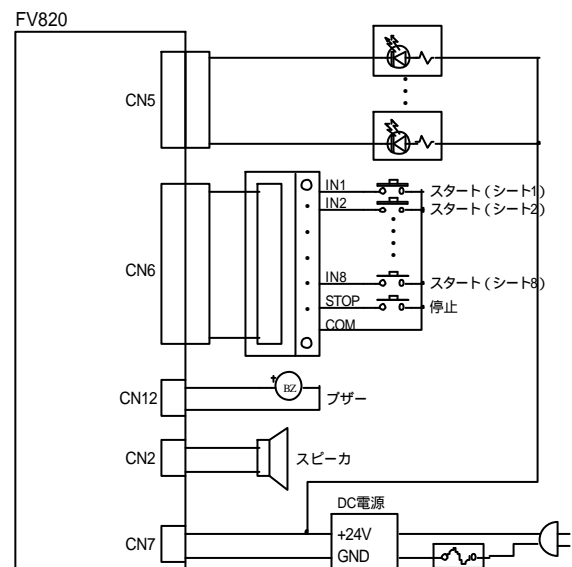 FV820
CN5
IN1 スタート（シート1）
IN2 スタート（シート2）
CN6
IN8 スタート（シート8）
STOP 停止
COM
CN12
BZ ブザー
CN2
スピーカ
DC電源
+24V
CN7
GND